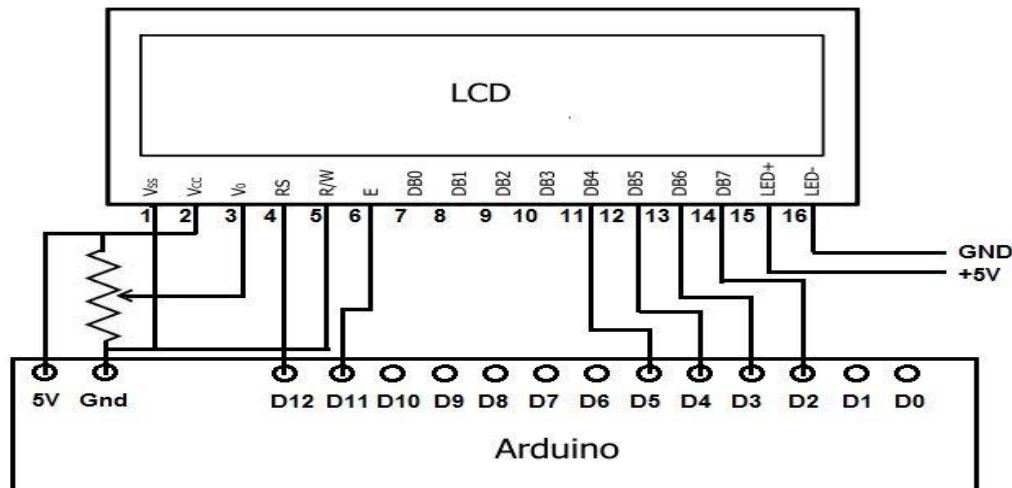 LCD
Vss Vcc V₀ RS R/W E DB0 DB1 DB2 DB3 DB4 DB5 DB6 DB7 LED+ LED-
1 2 3 4 5 6 7 8 9 10 11 12 13 14 15 16
GND
+5V
5V Gnd D12 D11 D10 D9 D8 D7 D6 D5 D4 D3 D2 D1 D0
Arduino